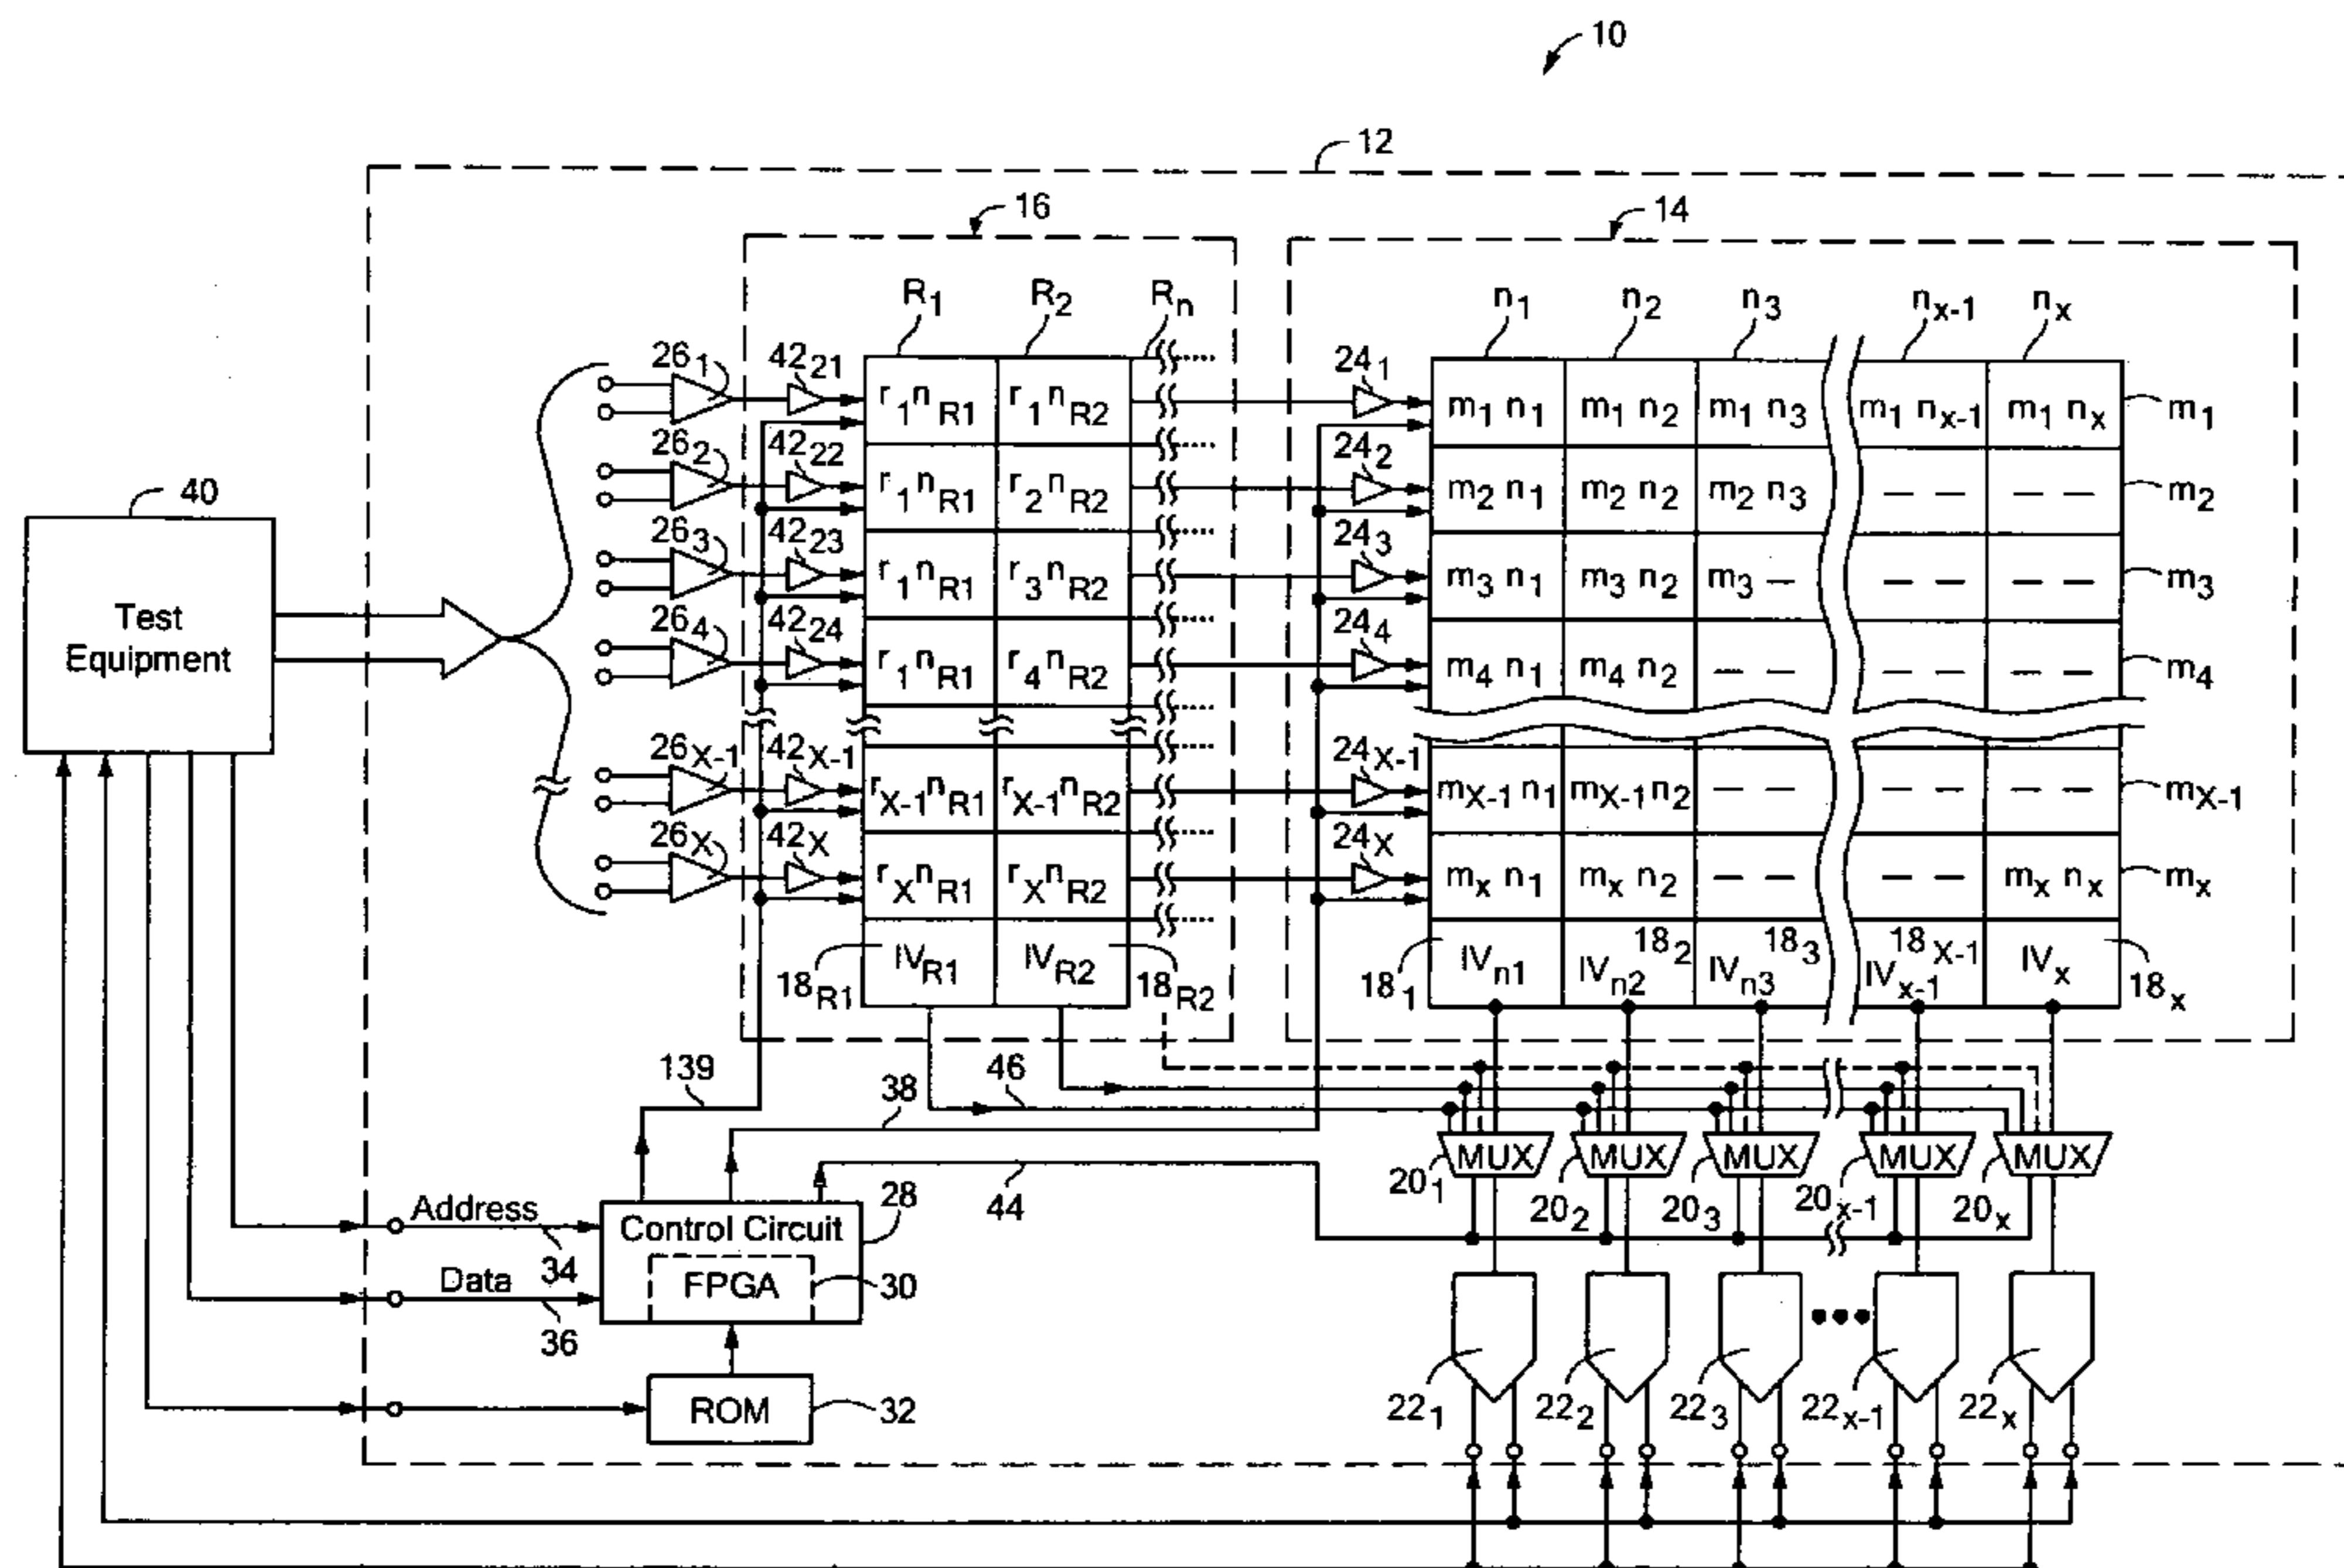 10
12
16
14
R1 R2 Rn
n1 n2 n3 nx-1 nx
261 4221 r1nR1 r1nR2 241 m1 n1 m1 n2 m1 n3 m1 nx-1 m1 nx m1
262 4222 r1nR1 r2nR2 242 m2 n1 m2 n2 m2 n3 — — — — m2
40
263 4223 r1nR1 r3nR2 243 m3 n1 m3 n2 m3 — — — — — m3
Test
Equipment
264 4224 r1nR1 r4nR2 244 m4 n1 m4 n2 — — — — — — m4
26X-1 42X-1 rX-1nR1 rX-1nR2 24X-1 mX-1 n1 mX-1 n2 — — — — — — mX-1
26X 42X rXnR1 rXnR2 24X mx n1 mx n2 — — — — mx nx mx
18R1 IVR1 IVR2 18R2
181 IVn1 IVn2 182 IVn3 183 IVx-1 18X-1 IVx 18x
139 38 46
MUX MUX MUX MUX MUX
201 202 203 20x-1 20x
44
28
Address
34
Control Circuit
FPGA
30
Data
36
ROM
32
221 222 223 22x-1 22x